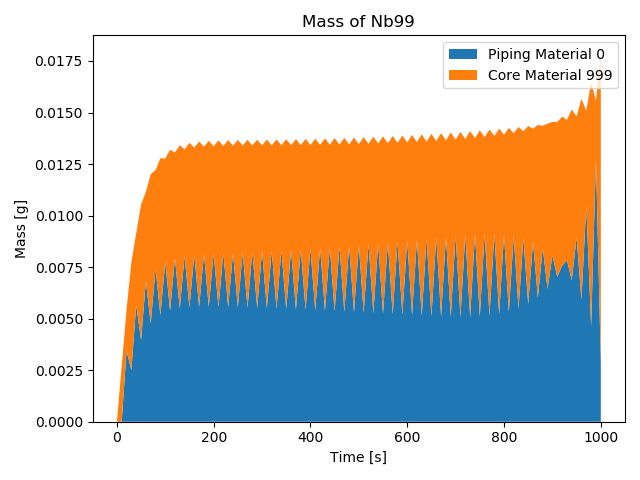 Mass of Nb99
Piping Material 0
Core Material 999
Mass [g]
0.0175
0.0150
0.0125
0.0100
0.0075
0.0050
0.0025
0.0000
0
200
400
600
800
1000
Time [s]